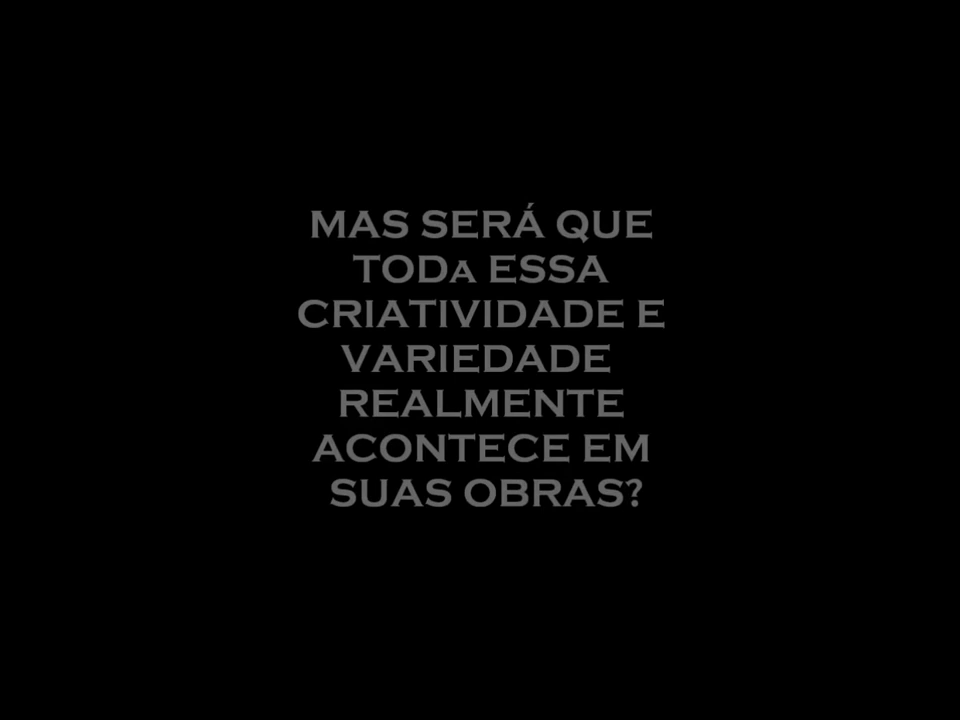 MAS SERÁ QUE
TODa ESSA
CRIATIVIDADE E
VARIEDADE
REALMENTE
ACONTECE EM
SUAS OBRAS?